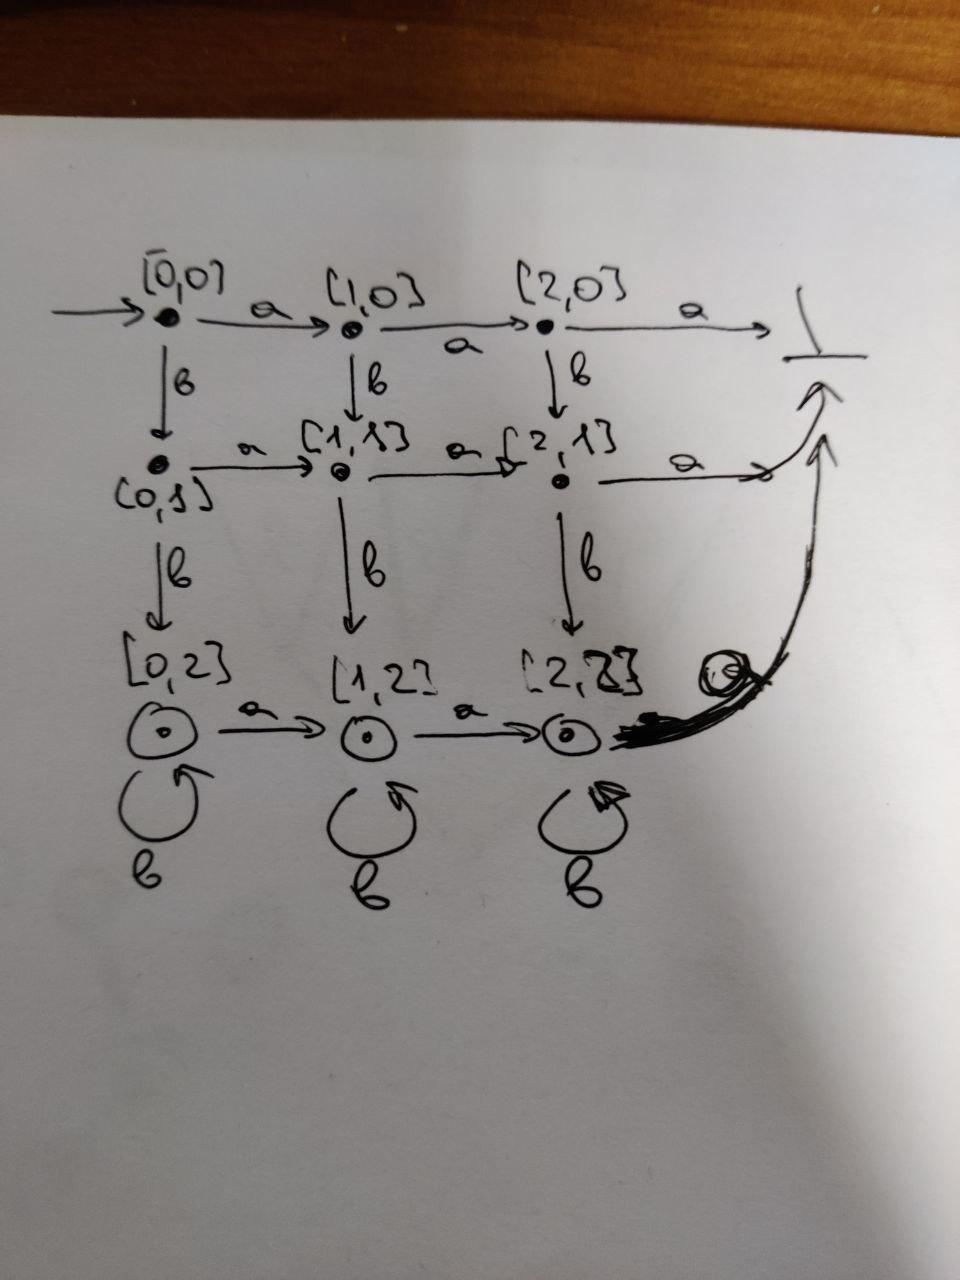 [0,0] [1,0] [2,0]
a a a
⊥
b b b
[1,1] [2,1]
a a a
[0,1]
b b b
[0,2] [1,2] [2,2]
a a a
b b b